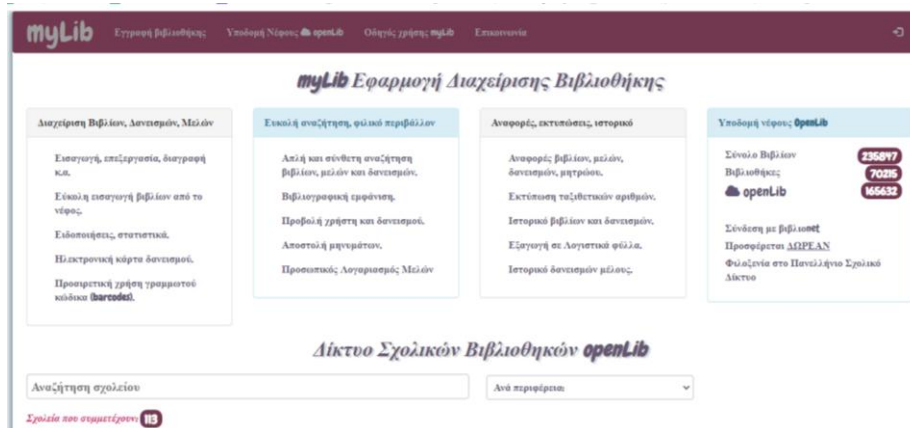 myLib Εγγραφή βιβλιοθήκης Υποδομή Νέφους openLib Οδηγός χρήσης myLib Επικοινωνία
myLib Εφαρμογή Διαχείρισης Βιβλιοθήκης
Διαχείριση Βιβλίων, Δανεισμών, Μελών
Εισαγωγή, επεξεργασία, διαγραφή
κ.α.
Εύκολη εισαγωγή βιβλίων από το
νέφος.
Ειδοποιήσεις, στατιστικά.
Ηλεκτρονική κάρτα δανεισμού.
Προαιρετική χρήση γραμμωτού
κώδικα (barcodes).
Ευκολή αναζήτηση, φιλικό περιβάλλον
Απλή και σύνθετη αναζήτηση
βιβλίων, μελών και δανεισμών.
Βιβλιογραφική εμφάνιση.
Προβολή χρήστη και δανεισμού.
Αποστολή μηνυμάτων.
Προσωπικός Λογαριασμός Μελών
Αναφορές, εκτυπώσεις, ιστορικό
Αναφορές βιβλίων, μελών,
δανεισμών, μητρώου.
Εκτύπωση ταξιθετικών αριθμών.
Ιστορικό βιβλίων και δανεισμών.
Εξαγωγή σε Λογιστικά φύλλα.
Ιστορικό δανεισμών μέλους.
Υποδομή νέφους OpenLib
Σύνολο Βιβλίων 235847
Βιβλιοθήκες 70215
openLib 165632
Σύνδεση με βιβλιοnet
Προσφέρεται ΔΩΡΕΑΝ
Φιλοξενία στο Πανελλήνιο Σχολικό
Δίκτυο
Δίκτυο Σχολικών Βιβλιοθηκών openLib
Αναζήτηση σχολείου
Ανά περιφέρεια:
Σχολεία που συμμετέχουν: 113